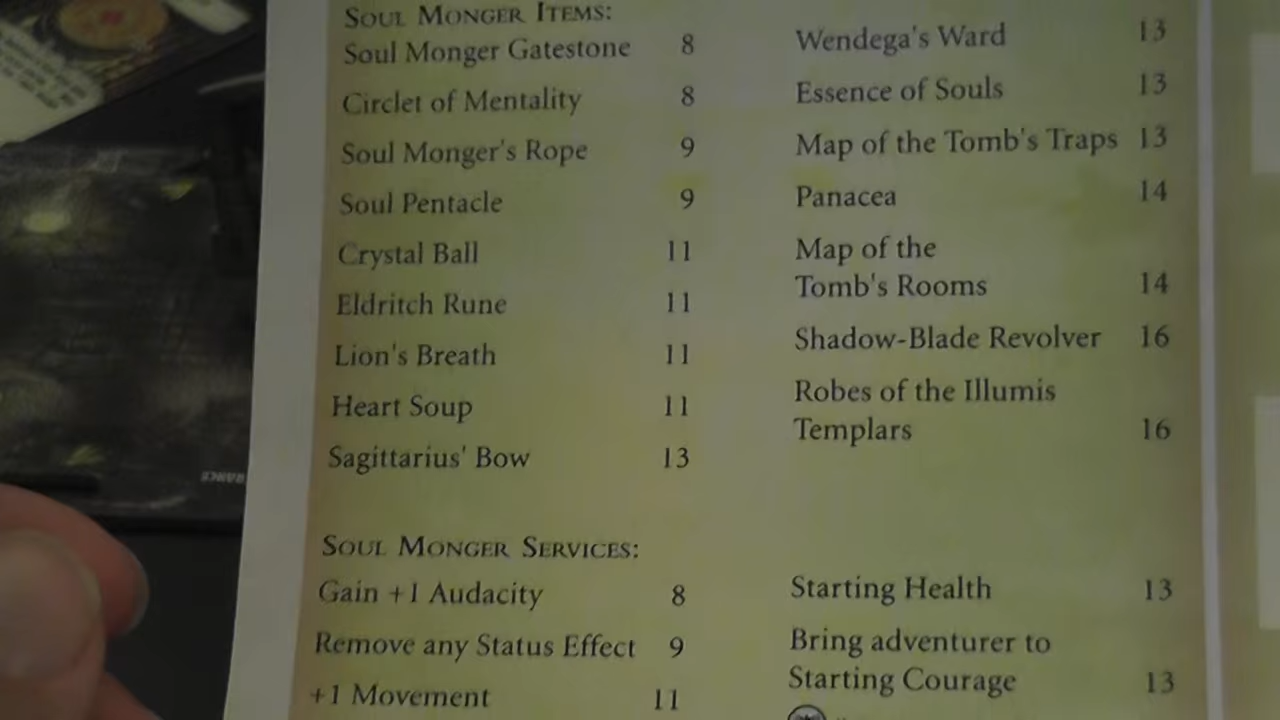 SOUL MONGER ITEMS:
Soul Monger Gatestone 8
Circlet of Mentality 8
Soul Monger's Rope 9
Soul Pentacle 9
Crystal Ball 11
Eldritch Rune 11
Lion's Breath 11
Heart Soup 11
Sagittarius' Bow 13
Wendega's Ward 13
Essence of Souls 13
Map of the Tomb's Traps 13
Panacea 14
Map of the
Tomb's Rooms 14
Shadow-Blade Revolver 16
Robes of the Illumis
Templars 16
SOUL MONGER SERVICES:
Gain +1 Audacity 8
Remove any Status Effect 9
+1 Movement 11
Starting Health 13
Bring adventurer to
Starting Courage 13